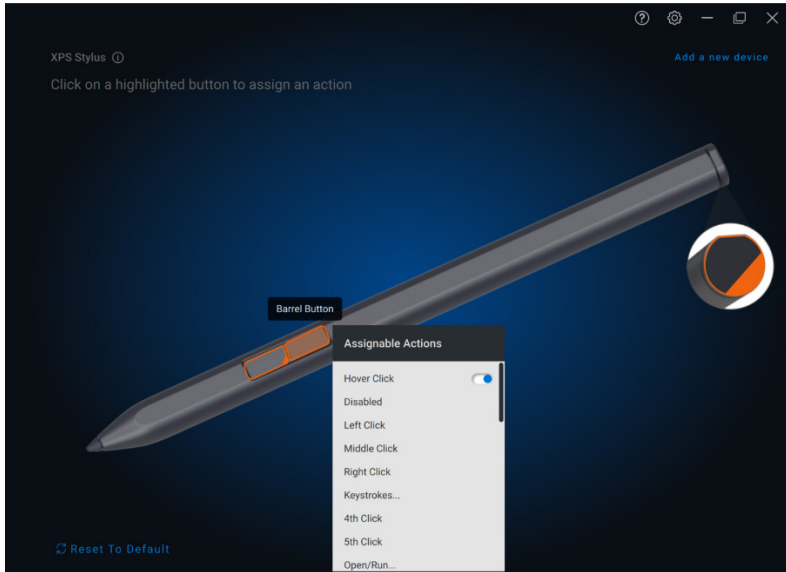 XPS Stylus
Add a new device
Click on a highlighted button to assign an action
Barrel Button
Assignable Actions
Hover Click
Disabled
Left Click
Middle Click
Right Click
Keystrokes...
4th Click
5th Click
Open/Run...
Reset To Default